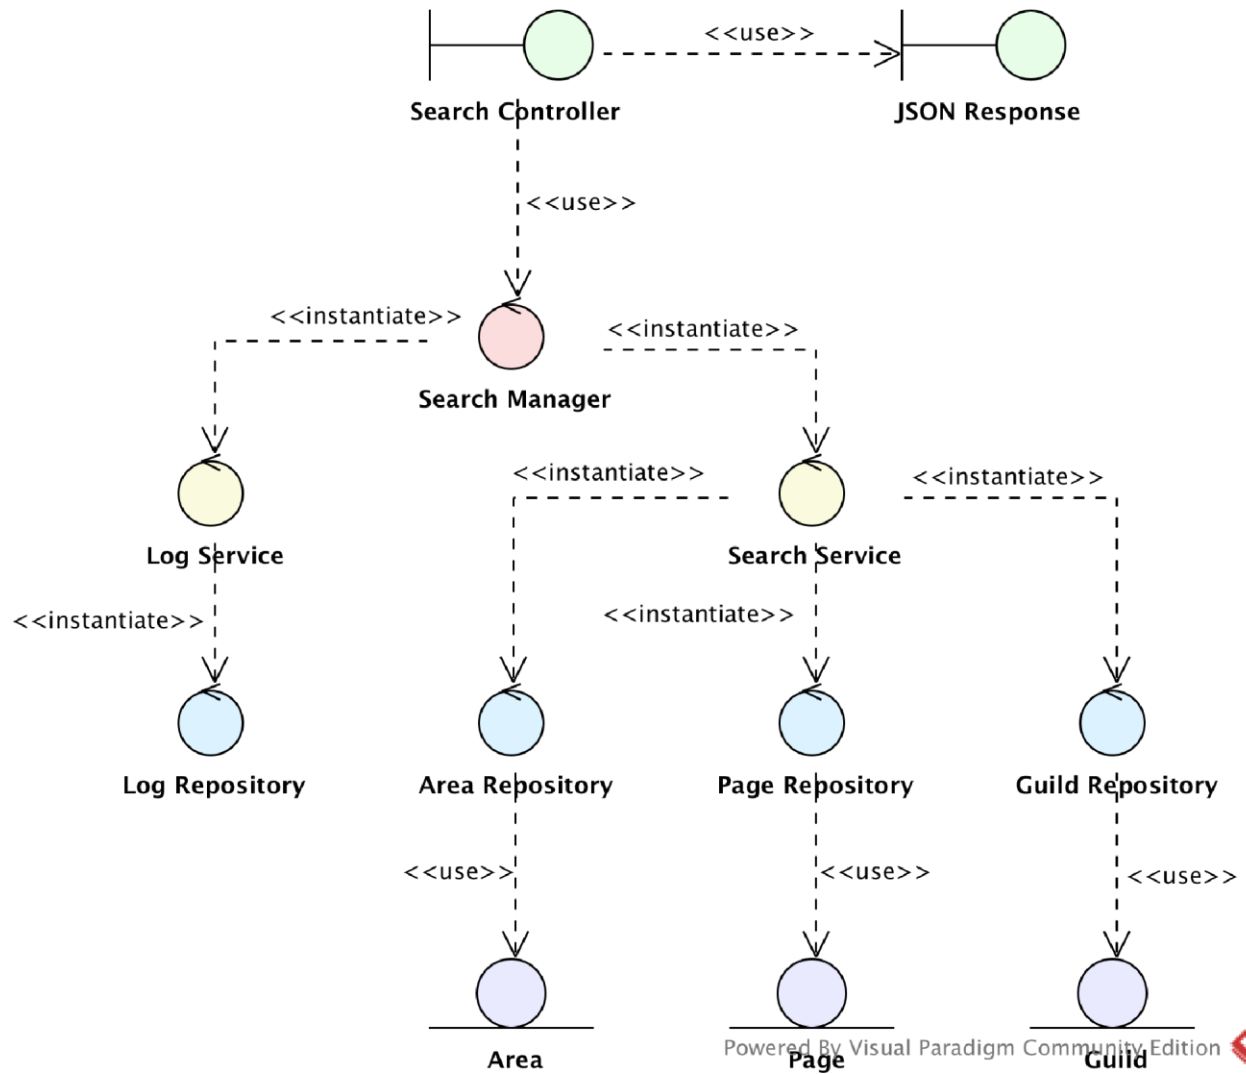 <<use>>
Search Controller
JSON Response
<<use>>
<<instantiate>>
<<instantiate>>
Search Manager
<<instantiate>>
<<instantiate>>
Log Service
Search Service
<<instantiate>>
<<instantiate>>
Log Repository
Area Repository
Page Repository
Guild Repository
<<use>>
<<use>>
<<use>>
Powered By Visual Paradigm Community Edition
Area
Page
Guild